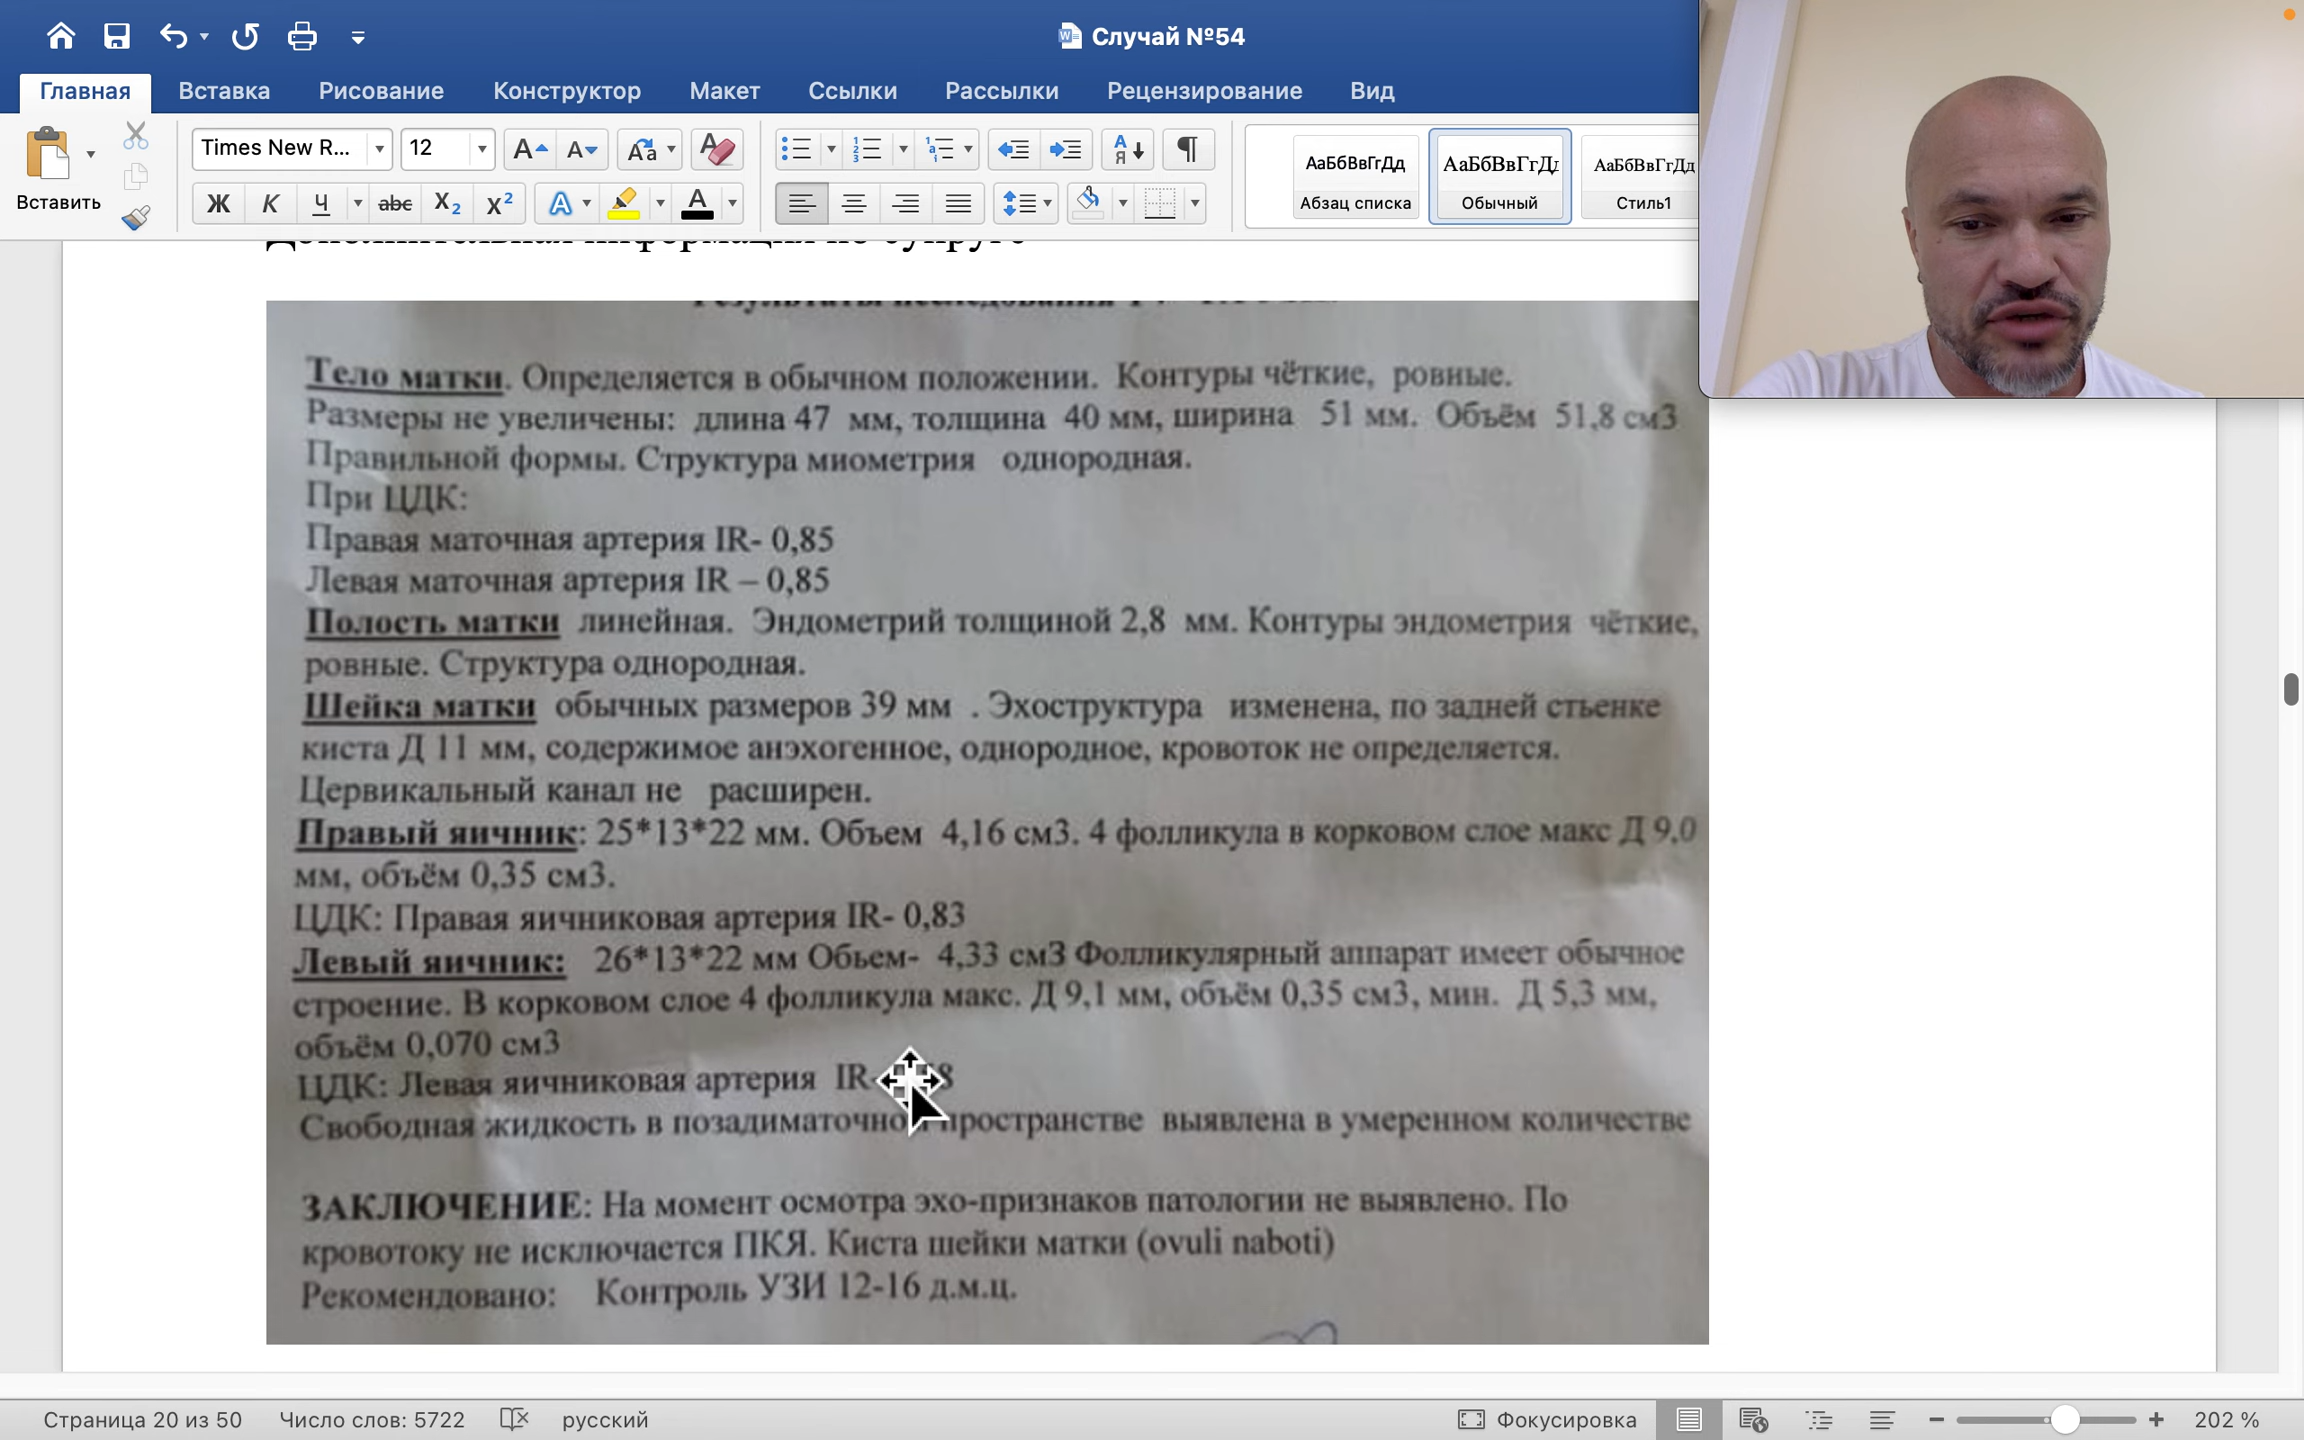 Случай №54
Главная Вставка Рисование Конструктор Макет Ссылки Рассылки Рецензирование Вид
Вставить
Times New R... 12
АаБбВвГгДд АаБбВвГгДд АаБбВвГгДд
Ж К Ч abc X₂ X²
Абзац списка Обычный Стиль1
Дополнительная информация по супруге
Результаты исследования
Тело матки. Определяется в обычном положении. Контуры чёткие, ровные.
Размеры не увеличены: длина 47 мм, толщина 40 мм, ширина 51 мм. Объём 51,8 см3
Правильной формы. Структура миометрия однородная.
При ЦДК:
Правая маточная артерия IR- 0,85
Левая маточная артерия IR – 0,85
Полость матки линейная. Эндометрий толщиной 2,8 мм. Контуры эндометрия чёткие,
ровные. Структура однородная.
Шейка матки обычных размеров 39 мм . Эхоструктура изменена, по задней стьенке
киста Д 11 мм, содержимое анэхогенное, однородное, кровоток не определяется.
Цервикальный канал не расширен.
Правый яичник: 25*13*22 мм. Объем 4,16 см3. 4 фолликула в корковом слое макс Д 9,0
мм, объём 0,35 см3.
ЦДК: Правая яичниковая артерия IR- 0,83
Левый яичник: 26*13*22 мм Обьем- 4,33 см3 Фолликулярный аппарат имеет обычное
строение. В корковом слое 4 фолликула макс. Д 9,1 мм, объём 0,35 см3, мин. Д 5,3 мм,
объём 0,070 см3
ЦДК: Левая яичниковая артерия IR-
Свободная жидкость в позадиматочном пространстве выявлена в умеренном количестве
ЗАКЛЮЧЕНИЕ: На момент осмотра эхо-признаков патологии не выявлено. По
кровотоку не исключается ПКЯ. Киста шейки матки (ovuli naboti)
Рекомендовано: Контроль УЗИ 12-16 д.м.ц.
Страница 20 из 50 Число слов: 5722 русский Фокусировка 202 %